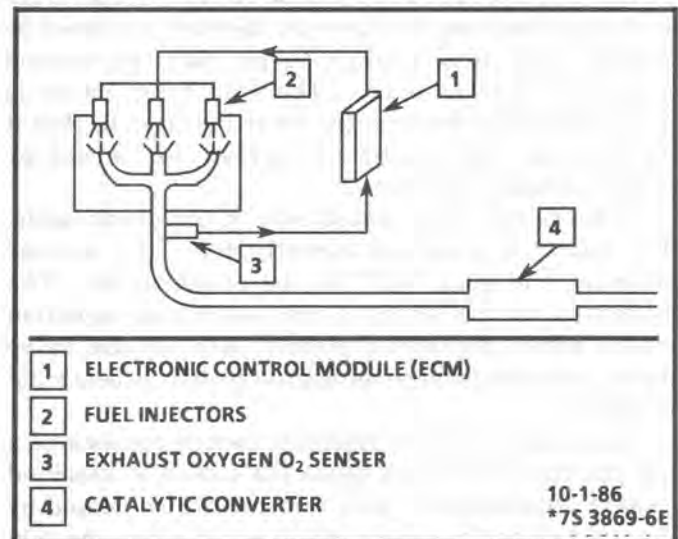 2
1
3
4
1 ELECTRONIC CONTROL MODULE (ECM)
2 FUEL INJECTORS
3 EXHAUST OXYGEN O₂ SENSER
4 CATALYTIC CONVERTER
10-1-86
*7S 3869-6E